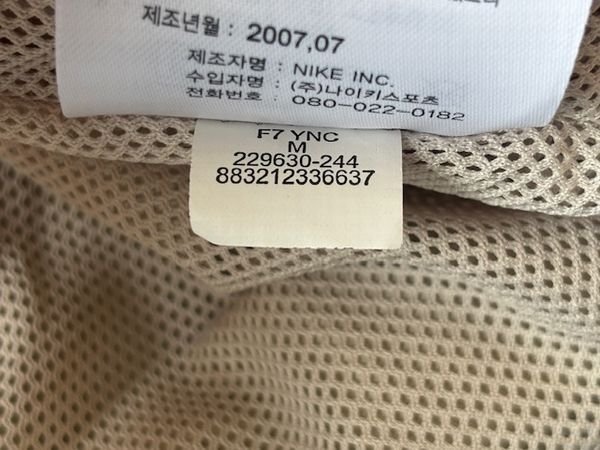 제조년월 : 2007,07
제조자명 : NIKE INC.
수입자명 : (주)나이키스포츠
전화번호 : 080-022-0182
F7 YNC
M
229630-244
883212336637